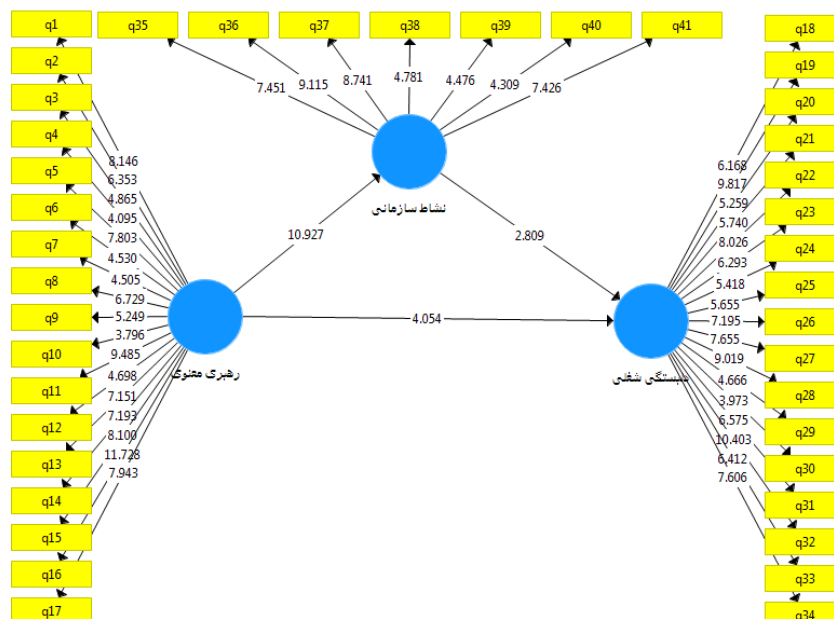 q1
q35
q36
q37
q38
q39
q40
q41
q18
q2
q3
q4
q5
q6
q7
q8
q9
q10
q11
q12
q13
q14
q15
q16
q17
7.451
9.115
8.741
4.781
4.476
4.309
7.426
نشاط سازمانی
8.146
6.353
4.865
4.095
7.803
4.530
4.505
6.729
5.249
3.796
9.485
4.698
7.151
7.193
8.100
11.728
7.943
رهبری معنوی
10.927
2.809
4.054
دلبستگی شغلی
6.168
9.817
5.259
5.740
8.026
6.293
5.418
5.655
7.195
7.655
9.019
4.666
3.973
6.575
10.403
6.412
7.606
q19
q20
q21
q22
q23
q24
q25
q26
q27
q28
q29
q30
q31
q32
q33
q34